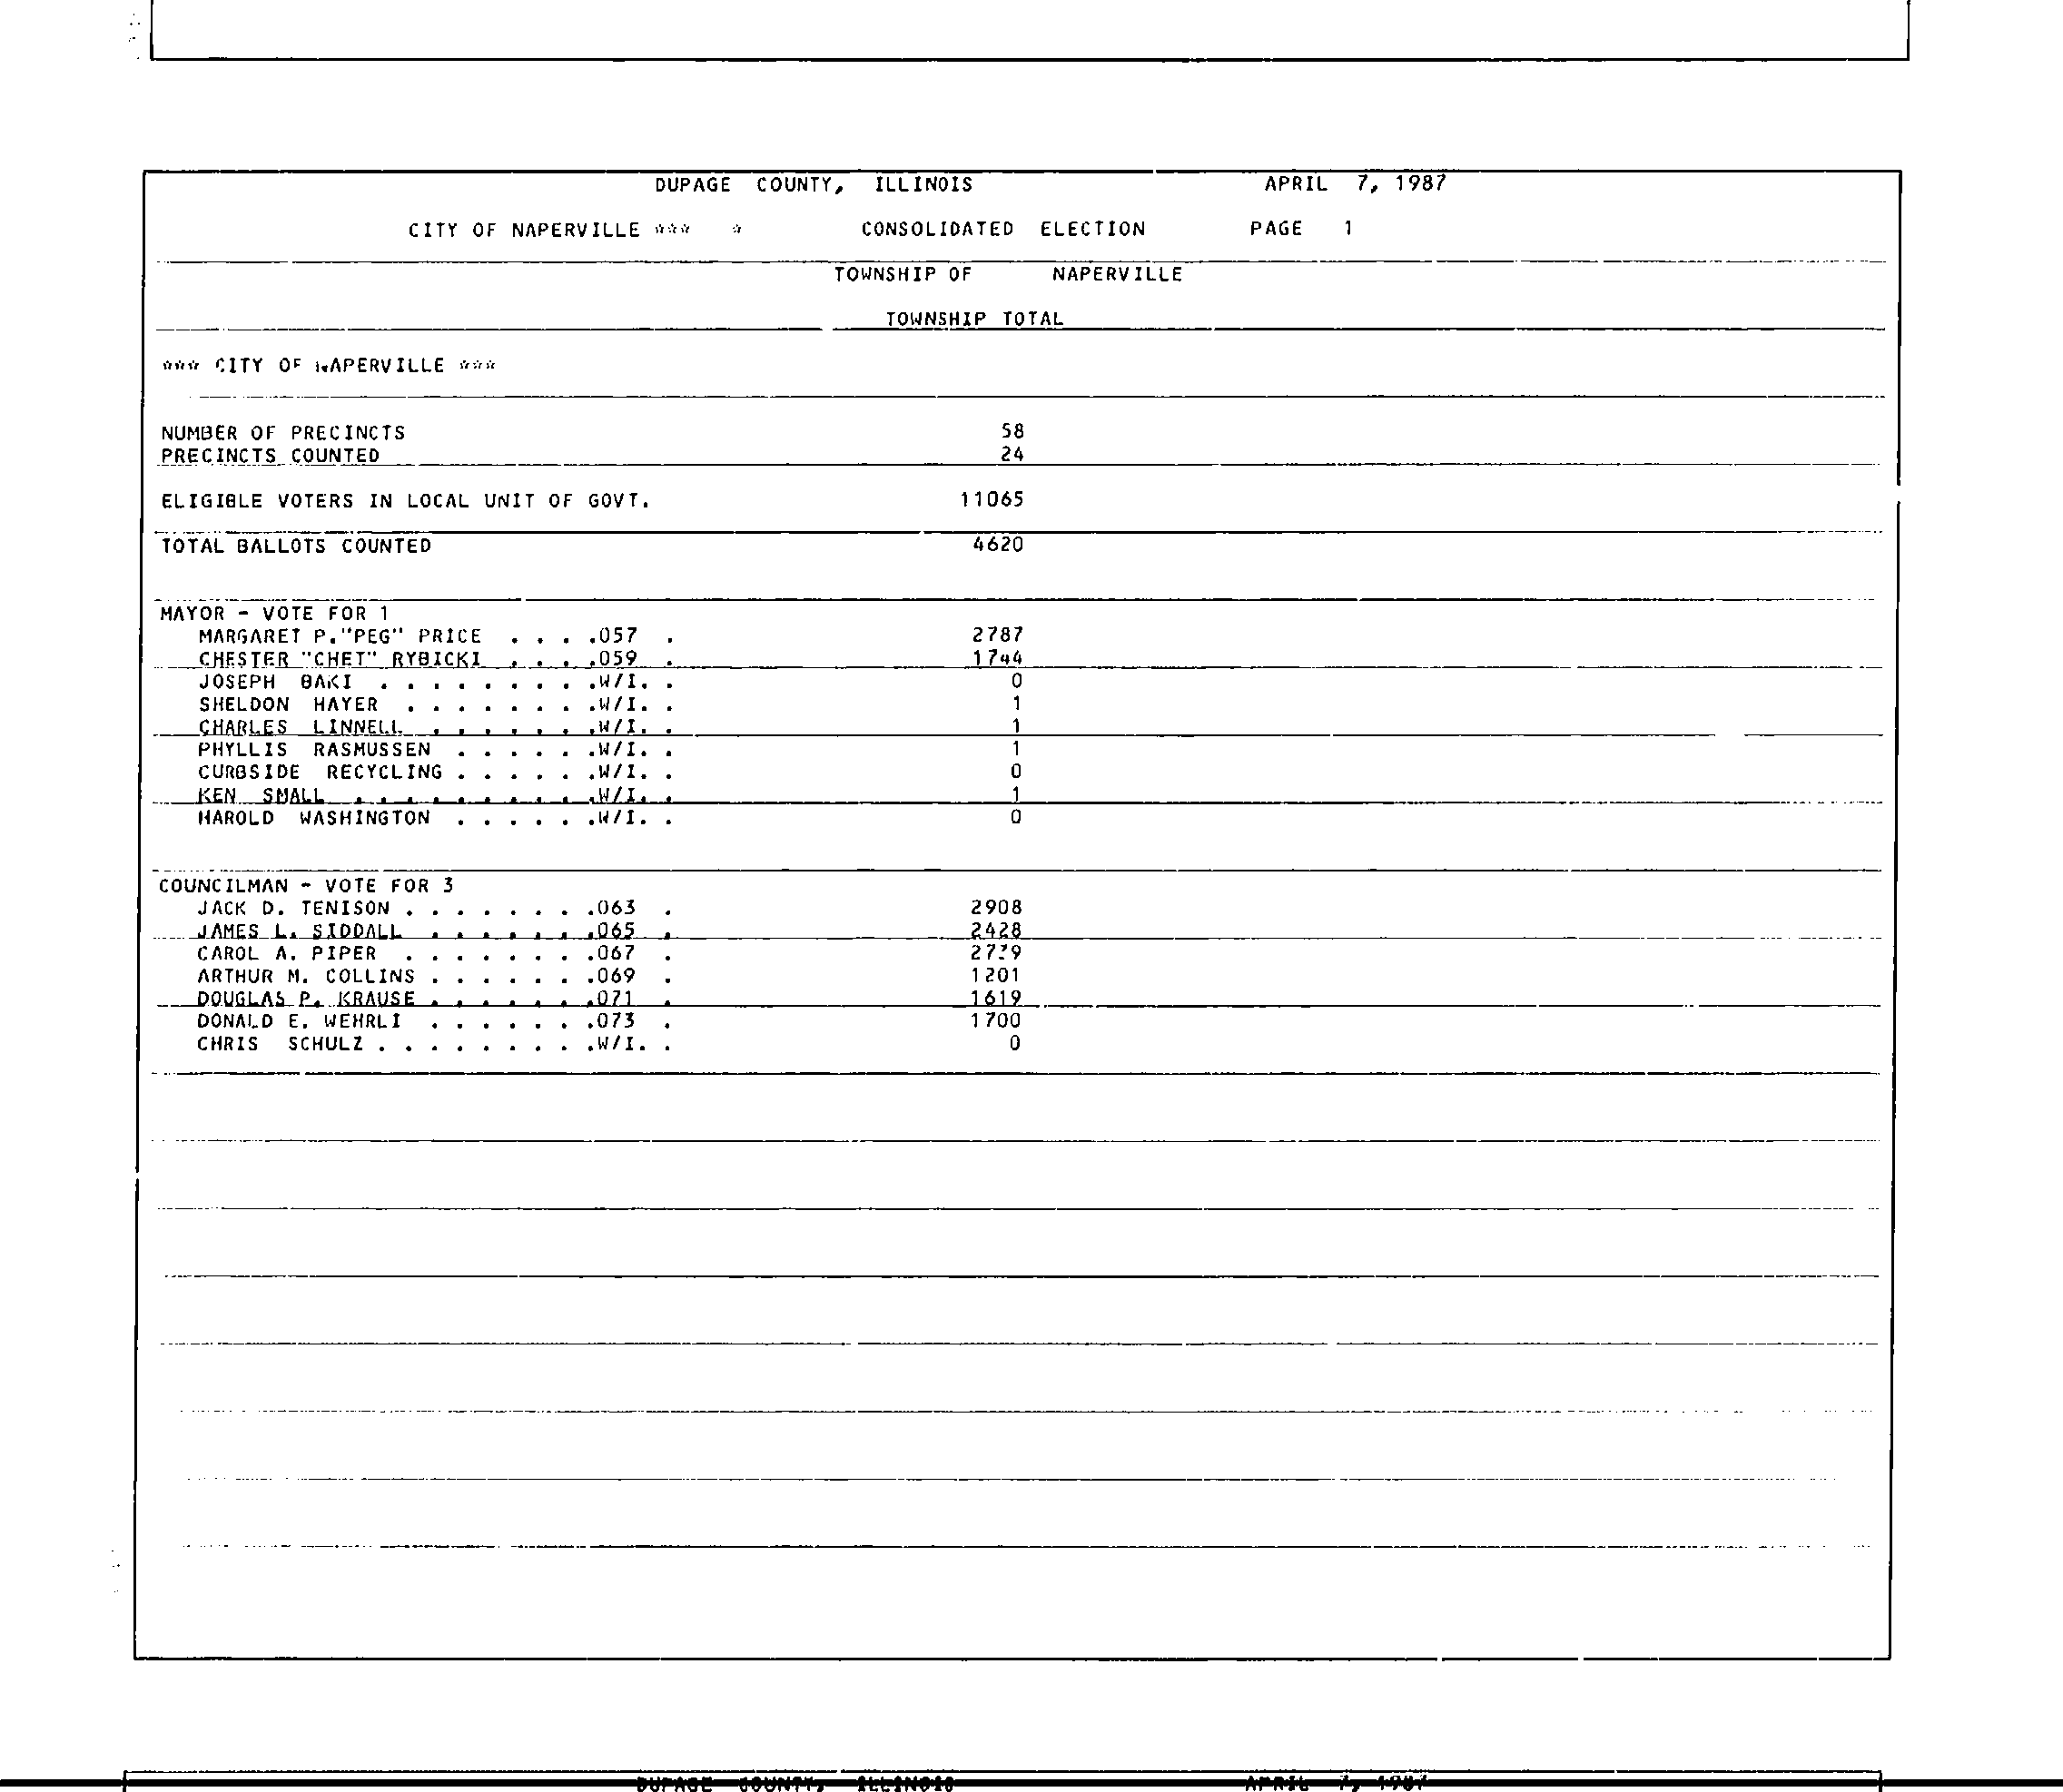 DUPAGE COUNTY, ILLINOIS APRIL 7, 1987
CITY OF NAPERVILLE *** * CONSOLIDATED ELECTION PAGE 1
TOWNSHIP OF NAPERVILLE
TOWNSHIP TOTAL
*** CITY OF NAPERVILLE ***
NUMBER OF PRECINCTS 58
PRECINCTS COUNTED 24
ELIGIBLE VOTERS IN LOCAL UNIT OF GOVT. 11065
TOTAL BALLOTS COUNTED 4620
MAYOR - VOTE FOR 1
MARGARET P."PEG" PRICE . . . .057 . 2787
CHESTER "CHET" RYBICKI . . . .059 . 1744
JOSEPH BAKI . . . . . . . . .W/I. . 0
SHELDON HAYER . . . . . . . .W/I. . 1
CHARLES LINNELL . . . . . . .W/I. . 1
PHYLLIS RASMUSSEN . . . . . .W/I. . 1
CURBSIDE RECYCLING . . . . . .W/I. . 0
KEN SMALL . . . . . . . . . .W/I. . 1
HAROLD WASHINGTON . . . . . .W/I. . 0
COUNCILMAN - VOTE FOR 3
JACK D. TENISON . . . . . . . .063 . 2908
JAMES L. SIDDALL . . . . . . .065 . 2428
CAROL A. PIPER . . . . . . . .067 .
ARTHUR M. COLLINS . . . . . . .069 . 1201
DOUGLAS P. KRAUSE . . . . . . .071 . 1619
DONALD E. WEHRLI . . . . . . .073 . 1700
CHRIS SCHULZ . . . . . . . . .W/I. . 0
DUPAGE COUNTY, ILLINOIS APRIL 7, 1987